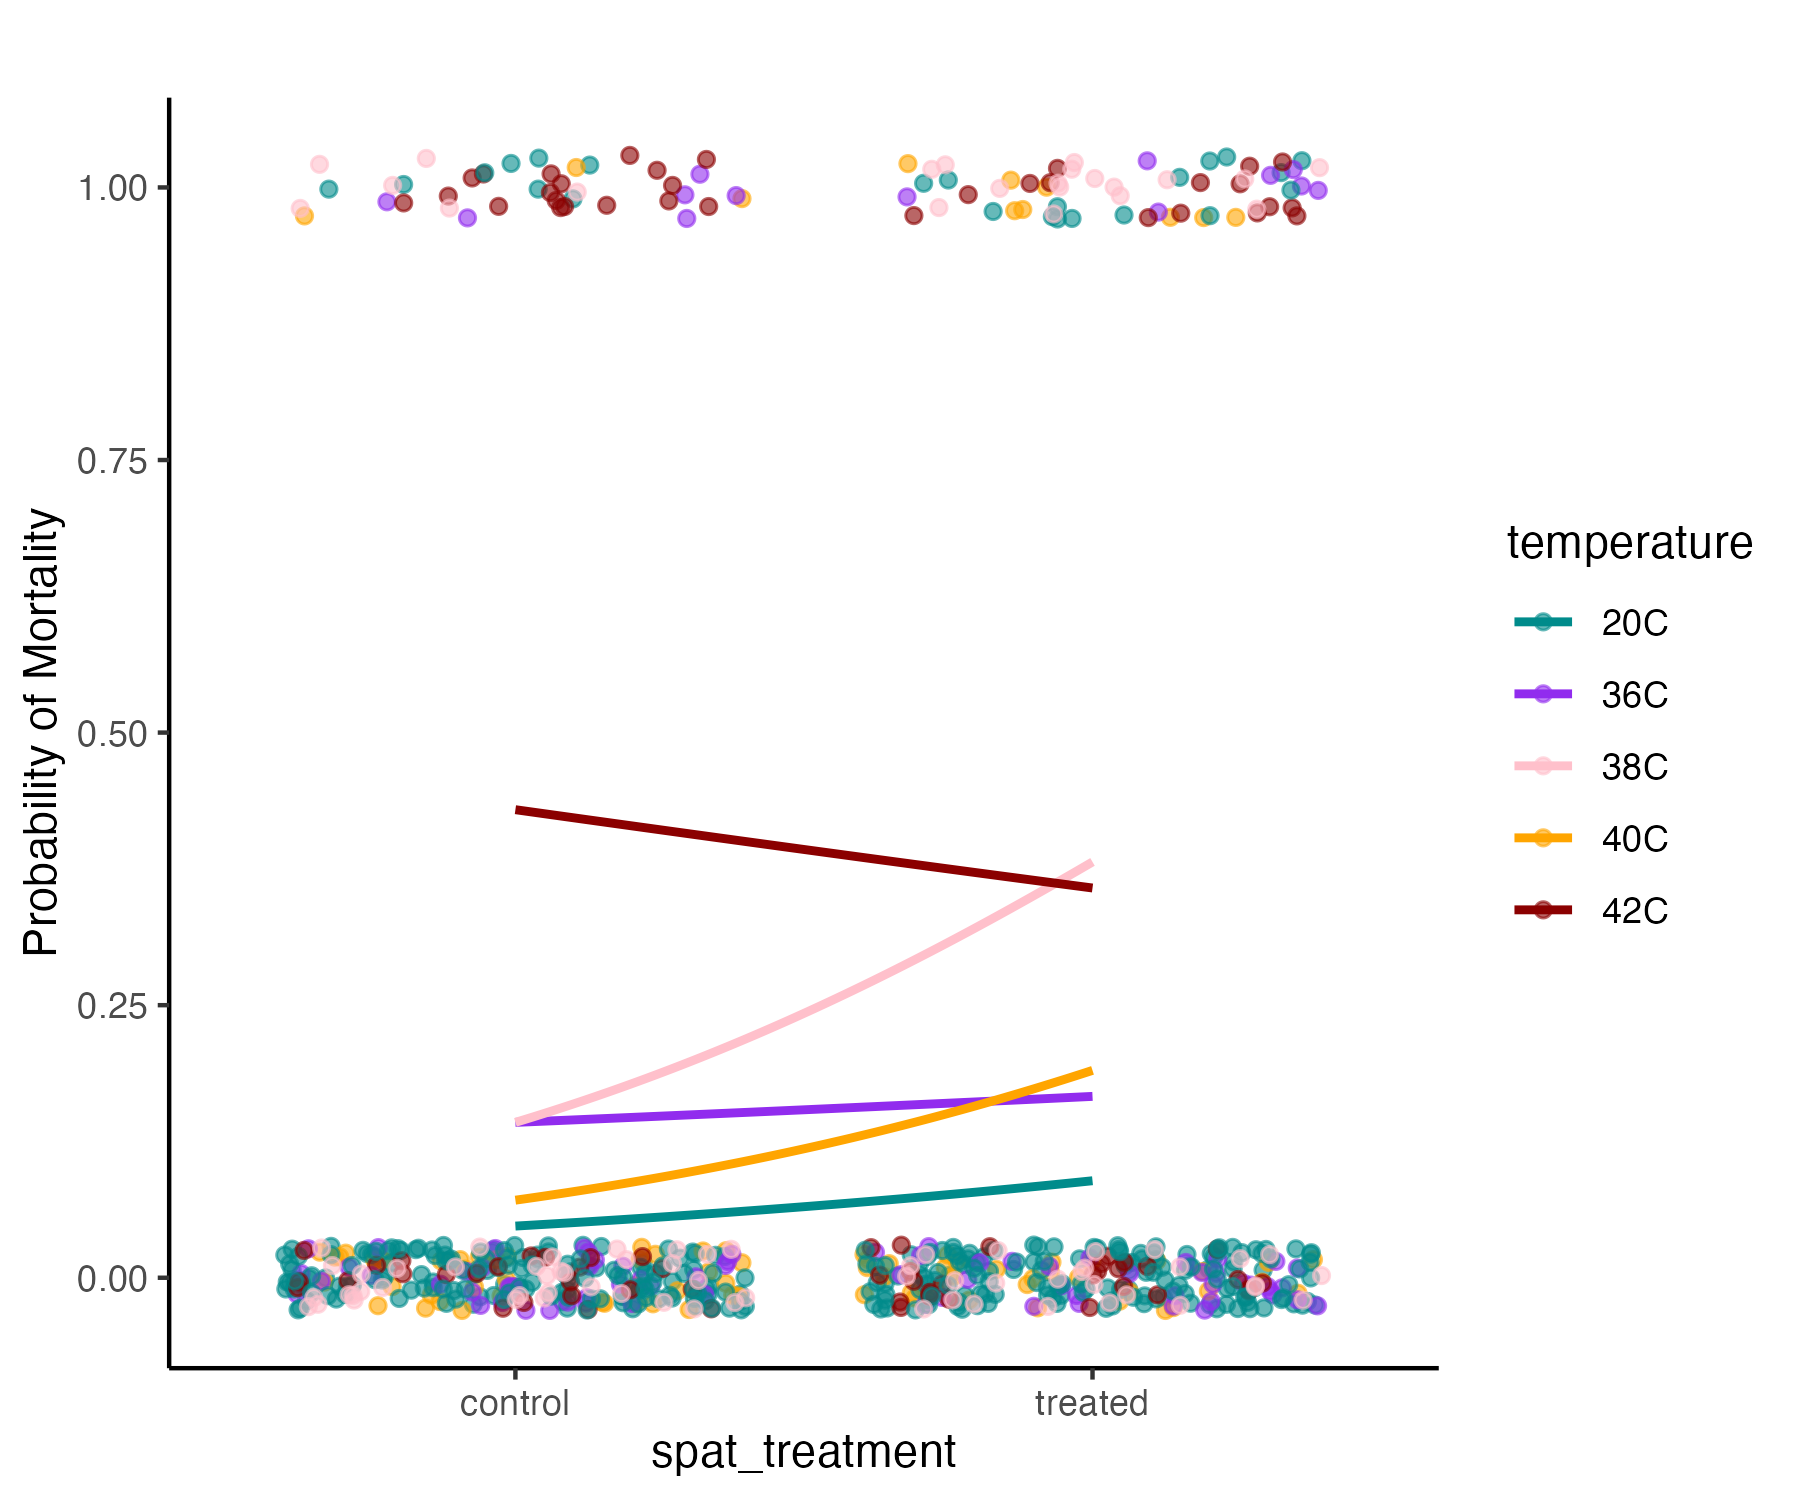 Probability of Mortality
1.00
0.75
0.50
0.25
0.00
control
treated
spat_treatment
temperature
20C
36C
38C
40C
42C